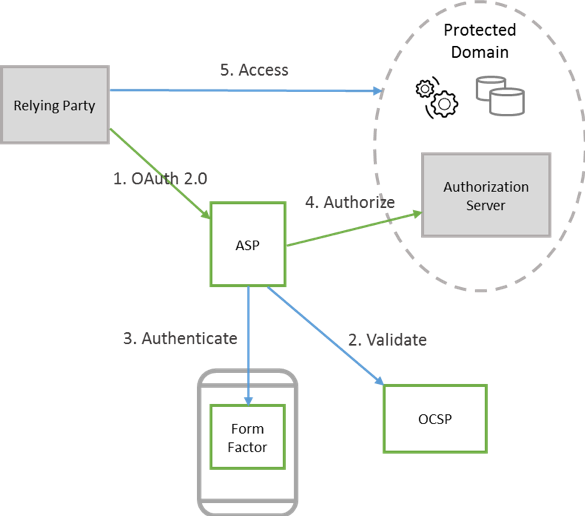 Protected
Domain
5. Access
Relying Party
1. OAuth 2.0
4. Authorize
Authorization
Server
ASP
3. Authenticate
2. Validate
Form
Factor
OCSP